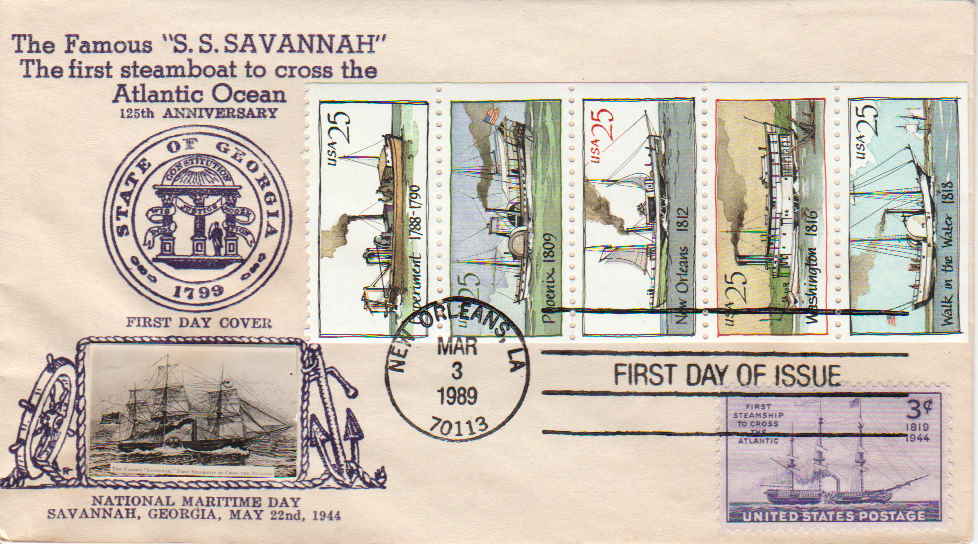 The Famous "S. S. SAVANNAH"
The first steamboat to cross the
Atlantic Ocean
125th ANNIVERSARY
STATE OF GEORGIA
CONSTITUTION
JUSTICE
1799
FIRST DAY COVER
NATIONAL MARITIME DAY
SAVANNAH, GEORGIA, MAY 22nd, 1944
USA 25
Experiment 1788-1790
USA 25
Phoenix 1809
USA 25
New Orleans 1812
USA 25
Washington 1816
USA 25
Walk in the Water 1818
NEW ORLEANS, LA
MAR
3
1989
70113
FIRST DAY OF ISSUE
FIRST
STEAMSHIP
TO CROSS
THE
ATLANTIC
3¢
1819
1944
UNITED STATES POSTAGE